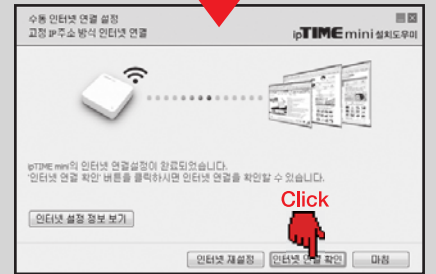 수동 인터넷 연결 설정
고정 IP주소 방식 인터넷 연결
ipTIME mini 설치도우미
ipTIME mini의 인터넷 연결설정이 완료되었습니다.
'인터넷 연결 확인' 버튼을 클릭하시면 인터넷 연결을 확인할 수 있습니다.
Click
인터넷 설정 정보 보기
인터넷 재설정 인터넷 연결 확인 마침